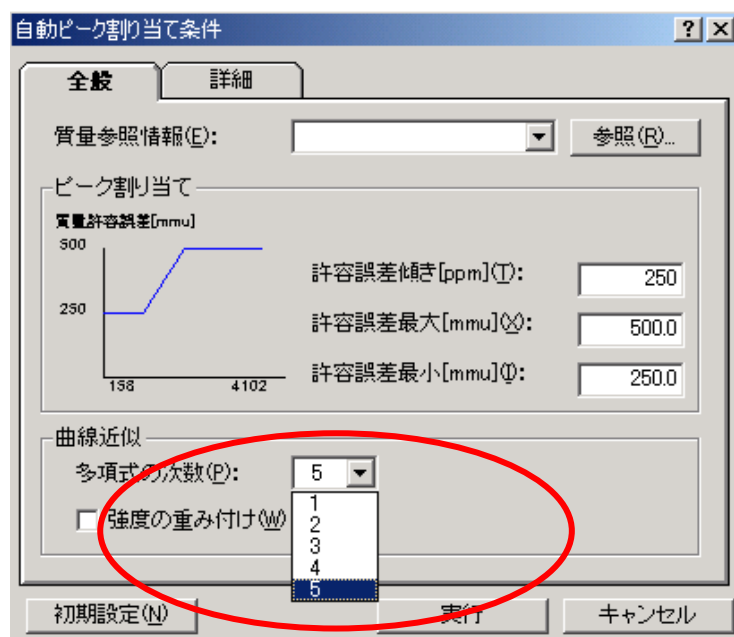 自動ピーク割り当て条件
全般 詳細
質量参照情報(E): 参照(R)...
ピーク割り当て
質量許容誤差[mmu]
500
250
158 4102
許容誤差傾き[ppm](T): 250
許容誤差最大[mmu](X): 500.0
許容誤差最小[mmu](I): 250.0
曲線近似
多項式の次数(P): 5
強度の重み付け(W)
1
2
3
4
5
初期設定(N) 実行 キャンセル